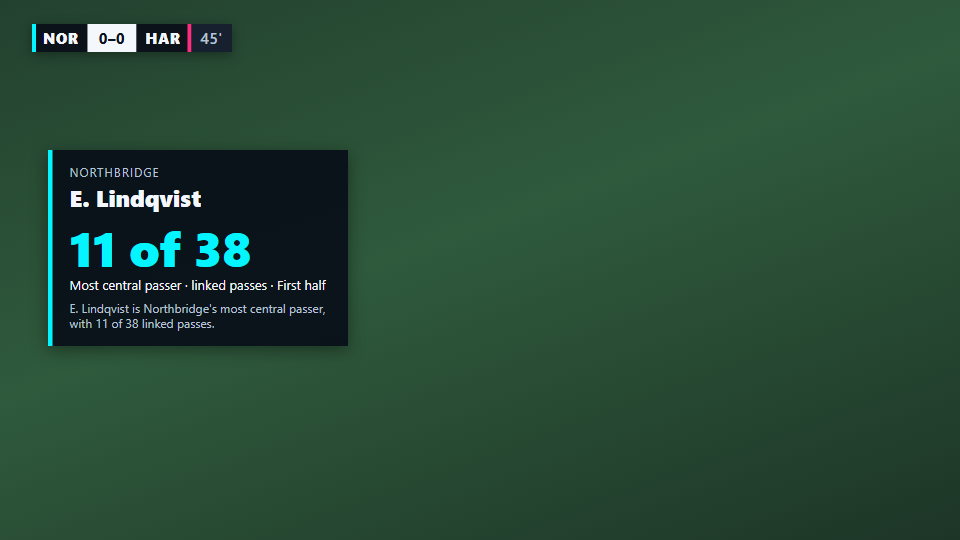 NOR 0–0 HAR 45'
NORTHBRIDGE
E. Lindqvist
11 of 38
Most central passer · linked passes · First half
E. Lindqvist is Northbridge's most central passer,
with 11 of 38 linked passes.